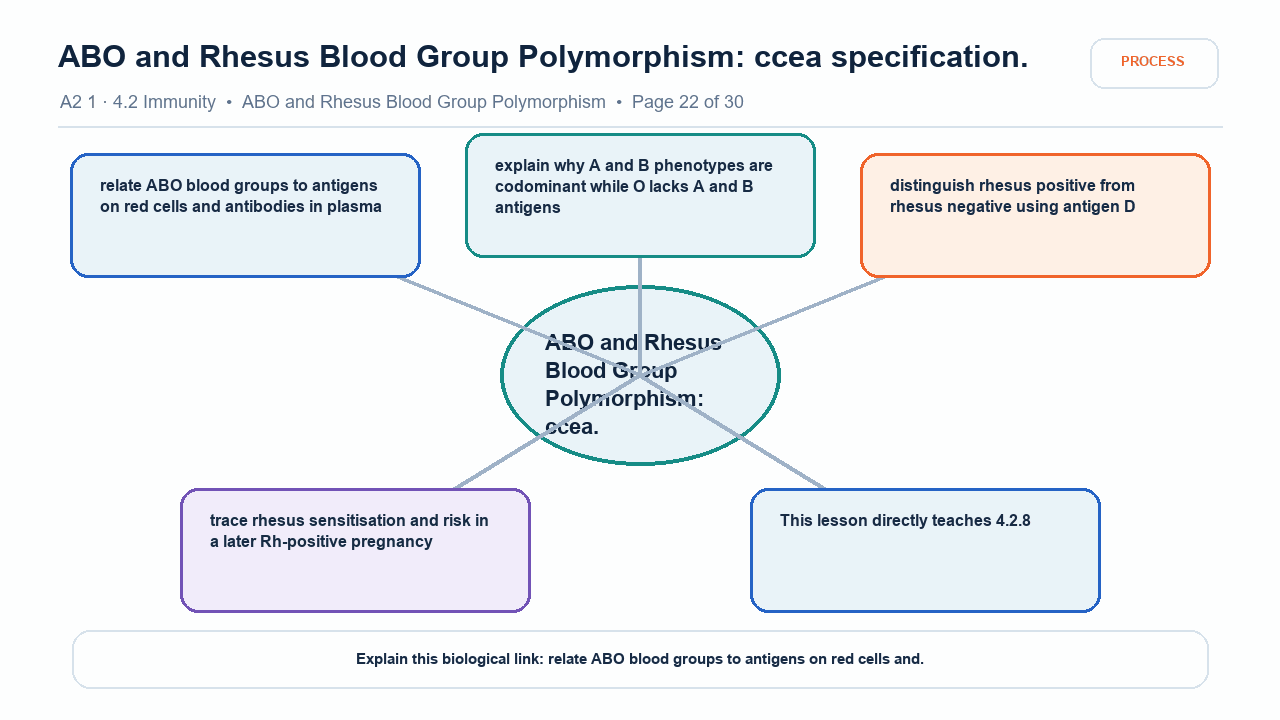 ABO and Rhesus Blood Group Polymorphism: ccea specification.
PROCESS
A2 1 · 4.2 Immunity • ABO and Rhesus Blood Group Polymorphism • Page 22 of 30
relate ABO blood groups to antigens
on red cells and antibodies in plasma
explain why A and B phenotypes are
codominant while O lacks A and B
antigens
distinguish rhesus positive from
rhesus negative using antigen D
ABO and Rhesus
Blood Group
Polymorphism:
ccea.
trace rhesus sensitisation and risk in
a later Rh-positive pregnancy
This lesson directly teaches 4.2.8
Explain this biological link: relate ABO blood groups to antigens on red cells and.